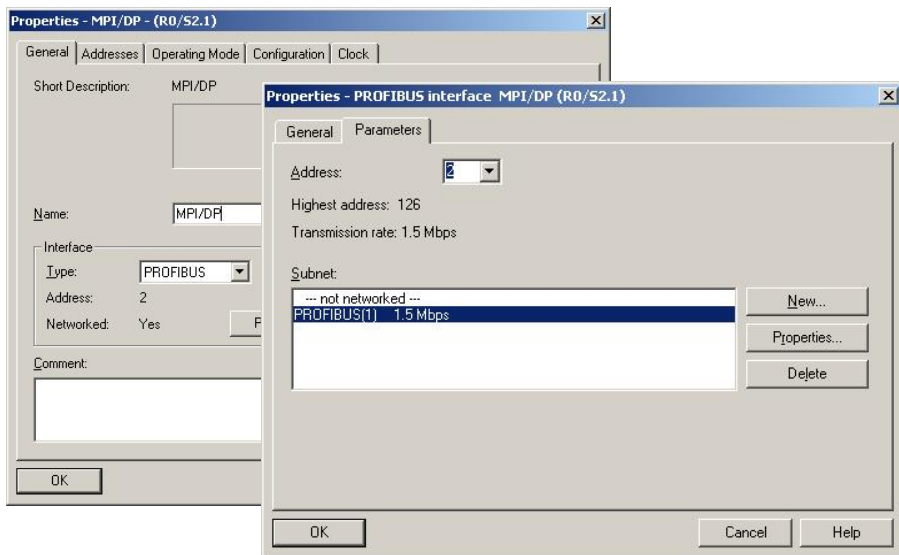 Properties - MPI/DP - (R0/S2.1)
General Addresses Operating Mode Configuration Clock
Short Description: MPI/DP
Name: MPI/DP
Interface
Type: PROFIBUS
Address: 2
Networked: Yes P
Comment:
OK
Properties - PROFIBUS interface MPI/DP (R0/S2.1)
General Parameters
Address: 2
Highest address: 126
Transmission rate: 1.5 Mbps
Subnet:
--- not networked ---
PROFIBUS(1) 1.5 Mbps
New...
Properties...
Delete
OK Cancel Help